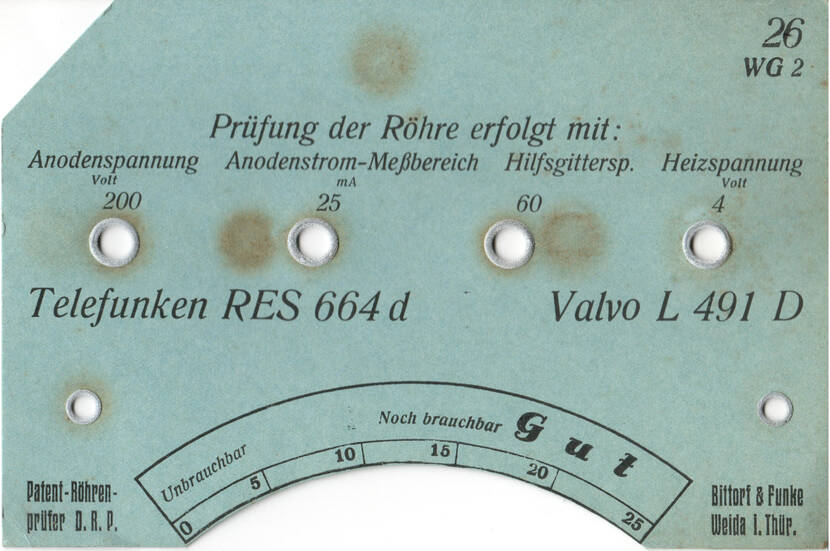 26
WG 2
Prüfung der Röhre erfolgt mit:
Anodenspannung Anodenstrom-Meßbereich Hilfsgittersp. Heizspannung
Volt mA Volt
200 25 60 4
Telefunken RES 664 d Valvo L 491 D
Unbrauchbar Noch brauchbar Gut
0 5 10 15 20 25
Patent-Röhren-
prüfer D. R. P.
Bittorf & Funke
Weida i. Thür.